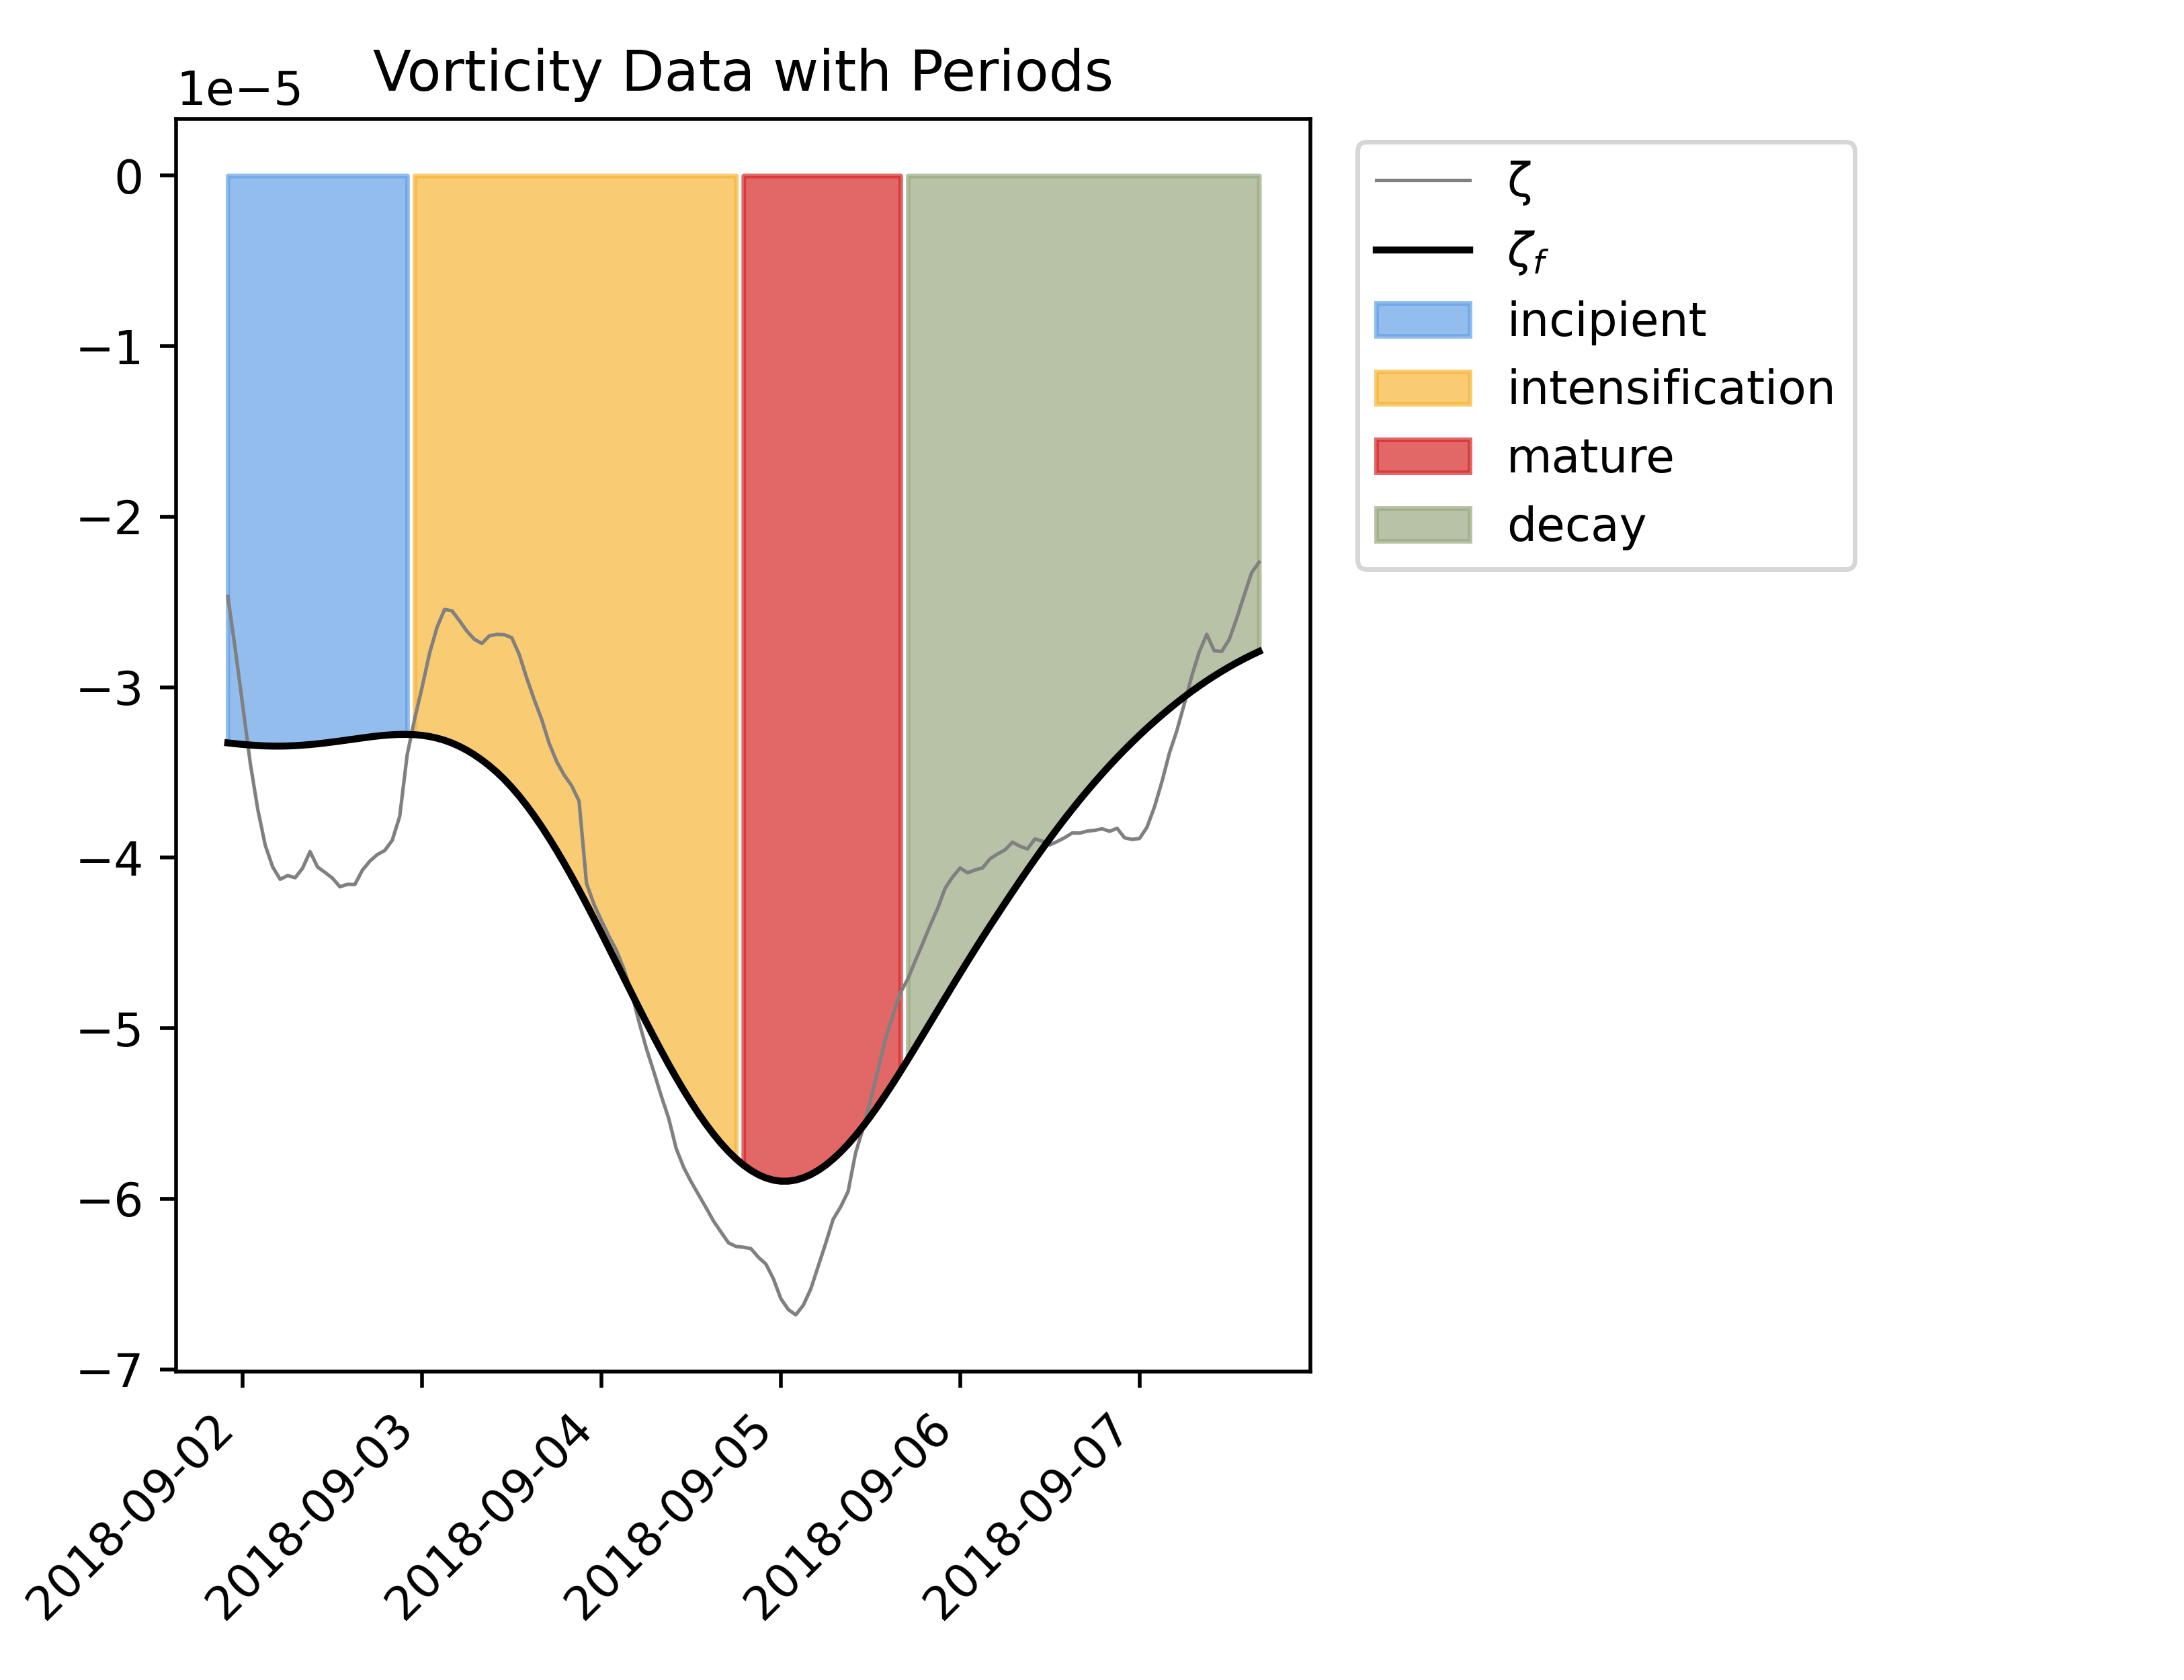 Vorticity Data with Periods
1e−5
0
−1
−2
−3
−4
−5
−6
−7
2018-09-02
2018-09-03
2018-09-04
2018-09-05
2018-09-06
2018-09-07
ζ
ζf
incipient
intensification
mature
decay